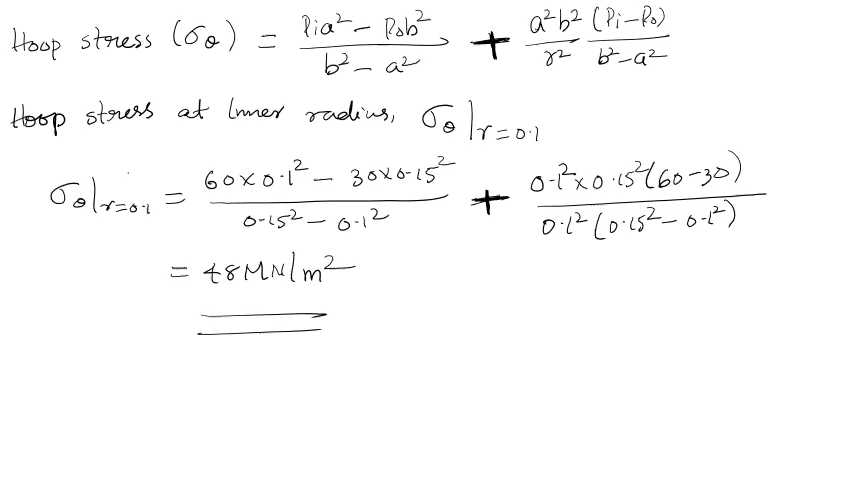 Hoop stress (σθ) = (Pia² − Pob²)/(b² − a²) + a²b²/r² (Pi−Po)/(b²−a²)
Hoop stress at Inner radius, σθ|r=0.1
σθ|r=0.1 = (60×0.1² − 30×0.15²)/(0.15² − 0.1²) + (0.1²×0.15²(60−30))/(0.1²(0.15² − 0.1²))
= 48MN/m²